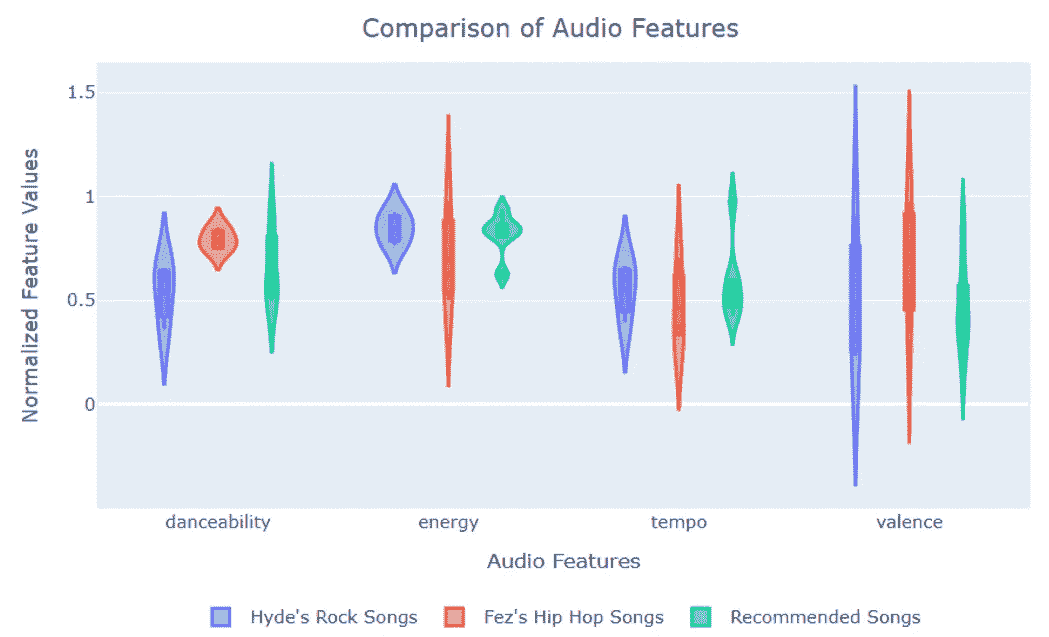 Comparison of Audio Features
Normalized Feature Values
1.5
1
0.5
0
danceability energy tempo valence
Audio Features
Hyde's Rock Songs Fez's Hip Hop Songs Recommended Songs